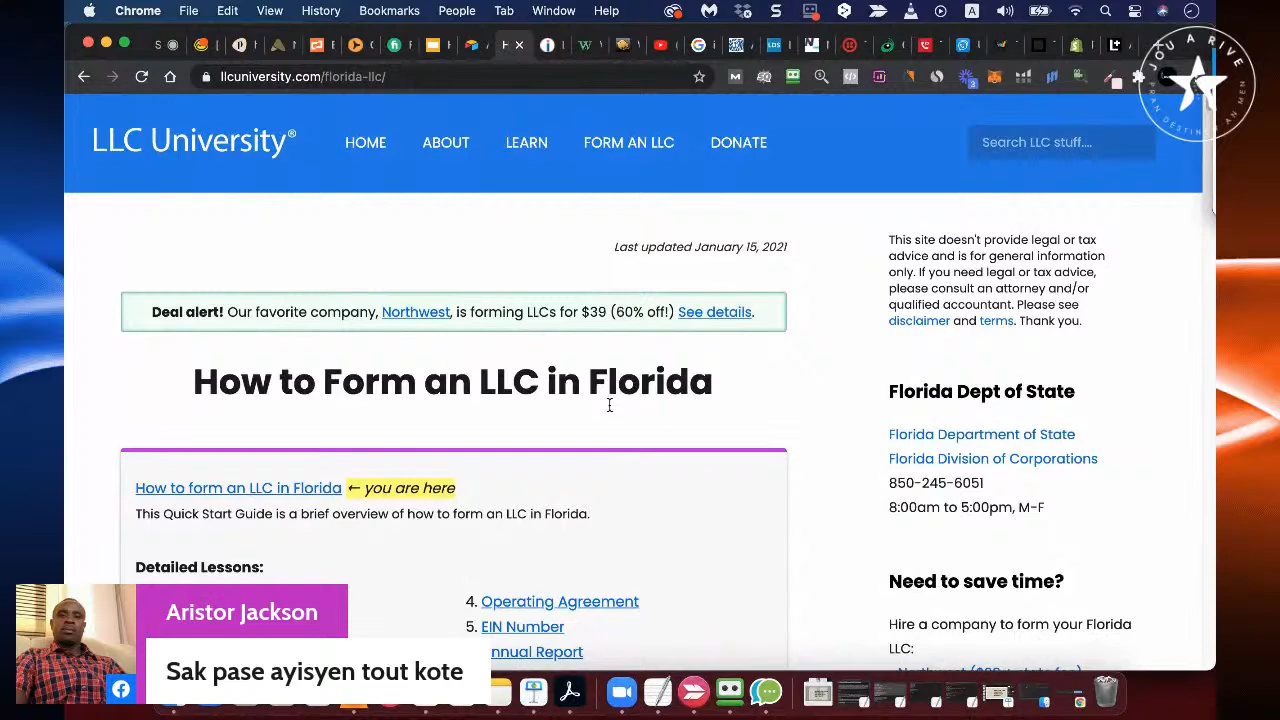 Chrome File Edit View History Bookmarks People Tab Window Help
llcuniversity.com/florida-llc/
JOU A RIVE
PRAN DESTINE AN MEN
LLC University®
HOME ABOUT LEARN FORM AN LLC DONATE
Search LLC stuff....
Last updated January 15, 2021
Deal alert! Our favorite company, Northwest, is forming LLCs for $39 (60% off!) See details.
How to Form an LLC in Florida
How to form an LLC in Florida ← you are here
This Quick Start Guide is a brief overview of how to form an LLC in Florida.
Detailed Lessons:
4. Operating Agreement
5. EIN Number
nnual Report
This site doesn't provide legal or tax
advice and is for general information
only. If you need legal or tax advice,
please consult an attorney and/or
qualified accountant. Please see
disclaimer and terms. Thank you.
Florida Dept of State
Florida Department of State
Florida Division of Corporations
850-245-6051
8:00am to 5:00pm, M-F
Need to save time?
Hire a company to form your Florida
LLC:
Aristor Jackson
Sak pase ayisyen tout kote